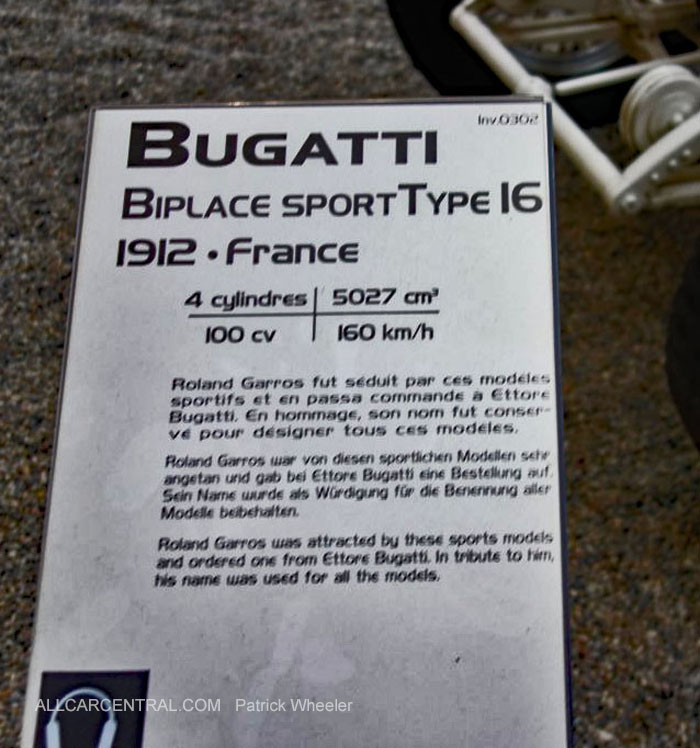 Inv.0302
BUGATTI
BIPLACE SPORT TYPE 16
1912 • France
4 cylindres | 5027 cm³
100 cv | 160 km/h
Roland Garros fut séduit par ces modèles
sportifs et en passa commande à Ettore
Bugatti. En hommage, son nom fut conser-
vé pour désigner tous ces modèles.
Roland Garros war von diesen sportlichen Modellen sehr
angetan und gab bei Ettore Bugatti eine Bestellung auf.
Sein Name wurde als Würdigung für die Benennung aller
Modelle beibehalten.
Roland Garros was attracted by these sports models
and ordered one from Ettore Bugatti. In tribute to him,
his name was used for all the models.
ALLCARCENTRAL.COM Patrick Wheeler